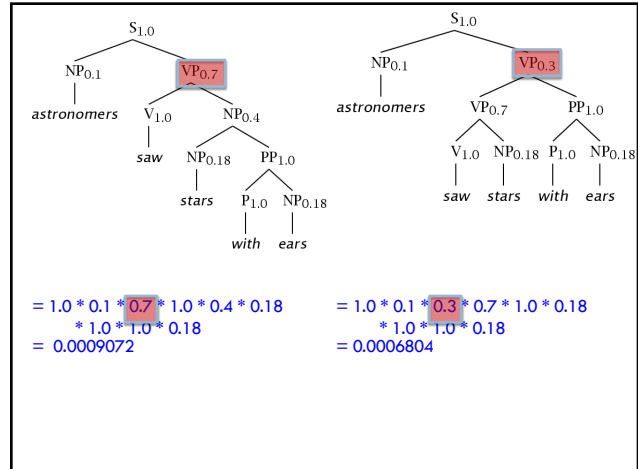 S1.0
NP0.1 VP0.7
astronomers V1.0 NP0.4
saw NP0.18 PP1.0
stars P1.0 NP0.18
with ears
= 1.0 * 0.1 * 0.7 * 1.0 * 0.4 * 0.18
* 1.0 * 1.0 * 0.18
= 0.0009072
S1.0
NP0.1 VP0.3
astronomers VP0.7 PP1.0
V1.0 NP0.18 P1.0 NP0.18
saw stars with ears
= 1.0 * 0.1 * 0.3 * 0.7 * 1.0 * 0.18
* 1.0 * 1.0 * 0.18
= 0.0006804